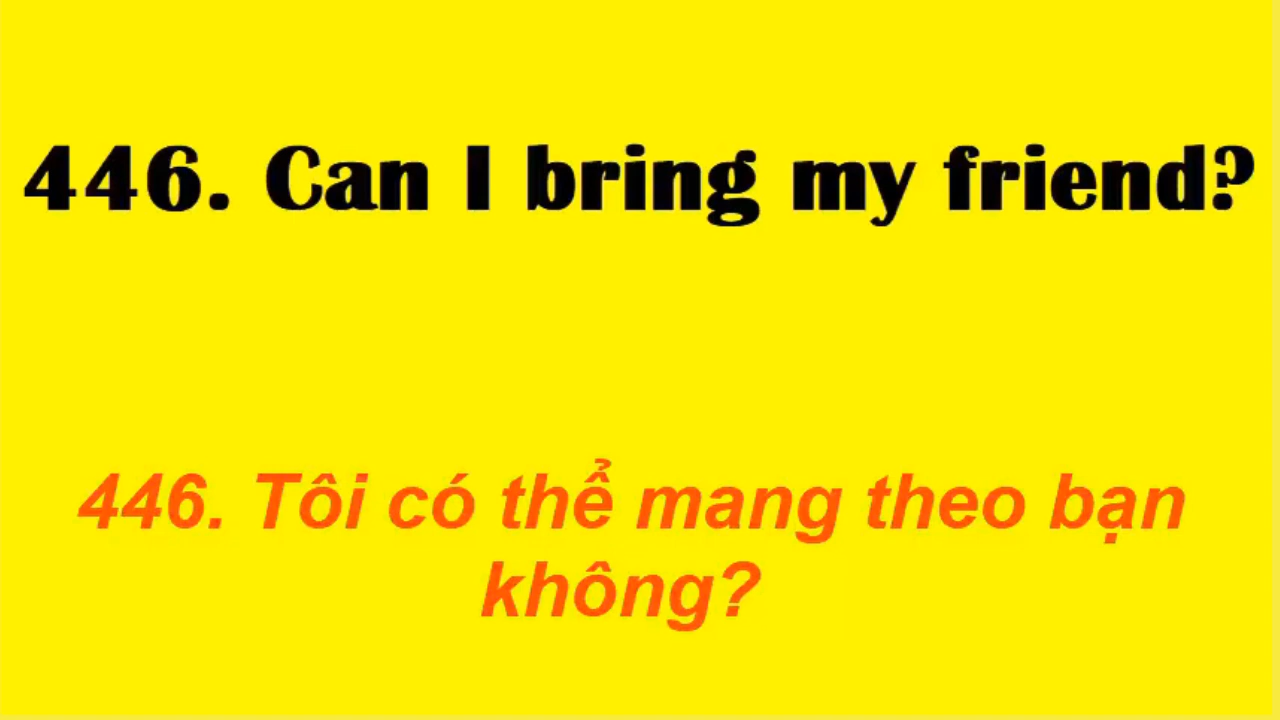 446. Can I bring my friend?
446. Tôi có thể mang theo bạn
không?